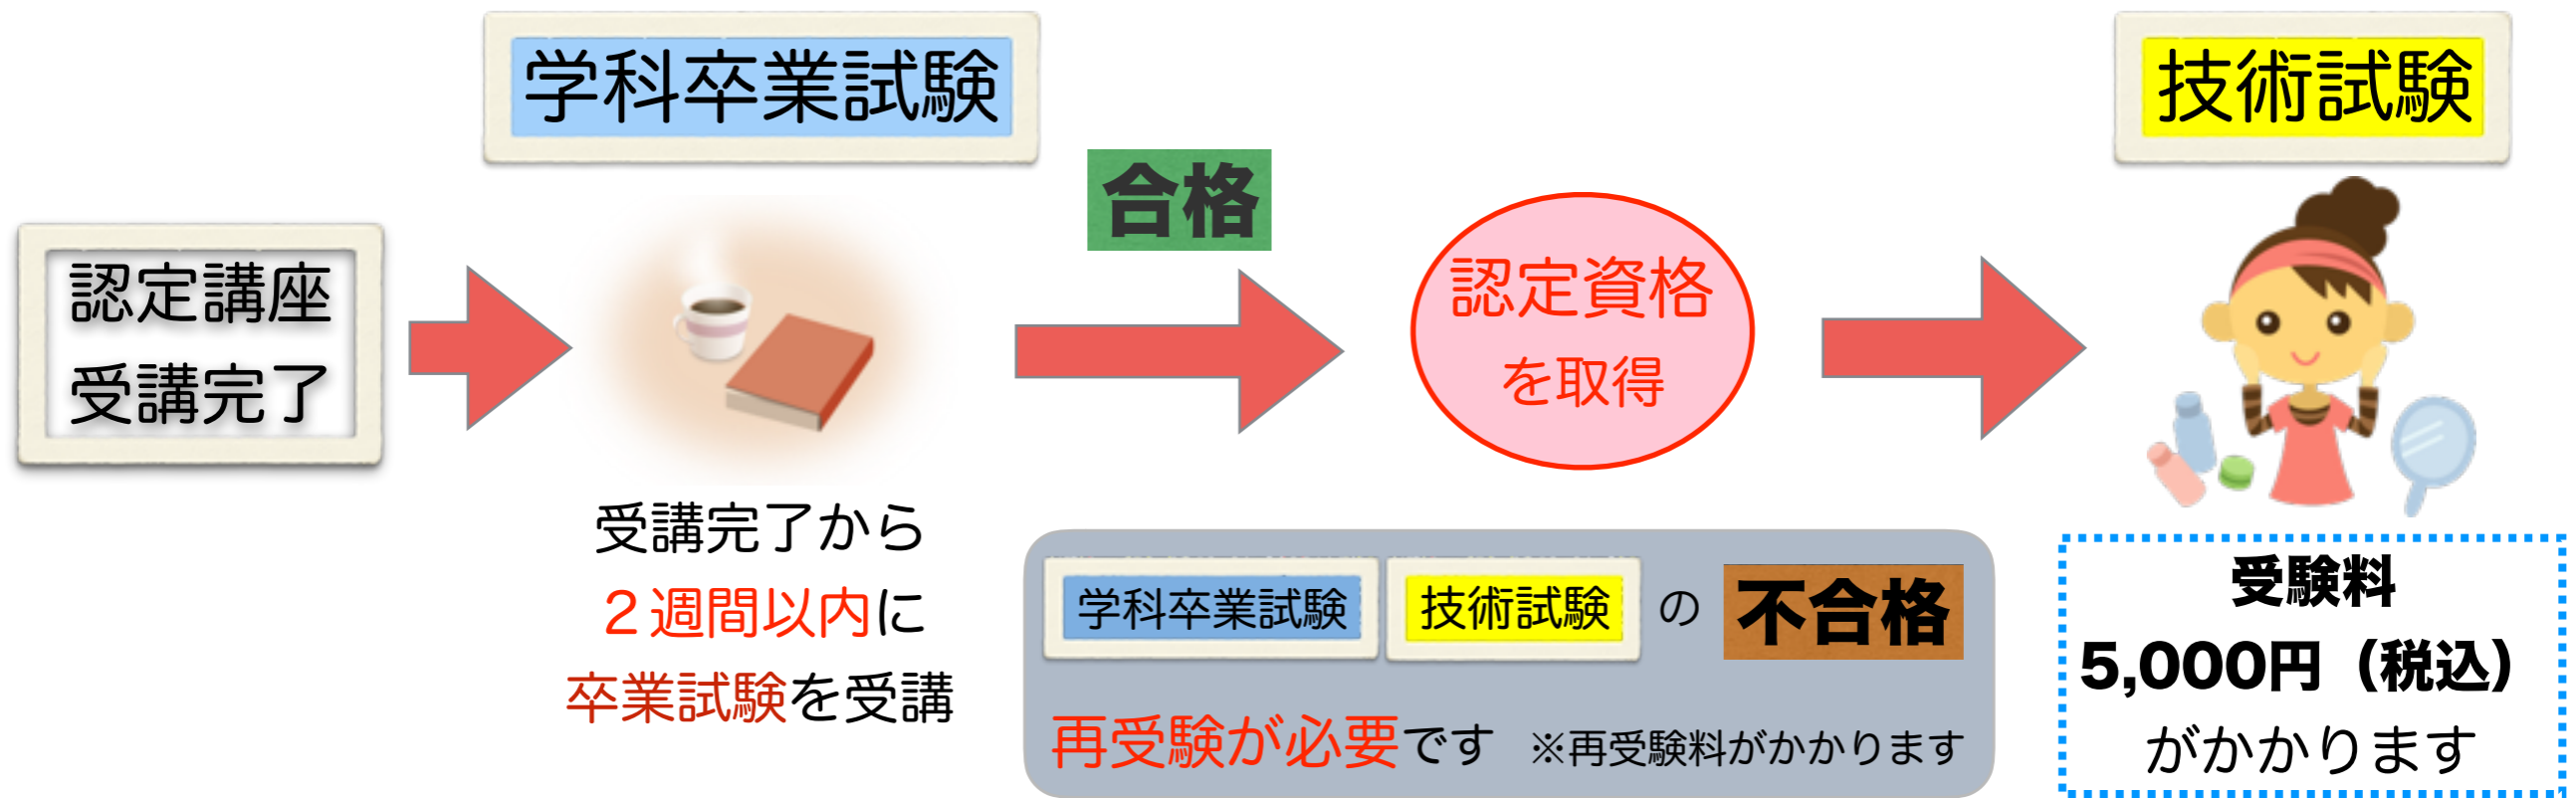 学科卒業試験
技術試験
合格
認定講座
受講完了
認定資格
を取得
受講完了から
２週間以内に
卒業試験を受講
学科卒業試験 技術試験 の 不合格
再受験が必要です ※再受験料がかかります
受験料
5,000円（税込）
がかかります